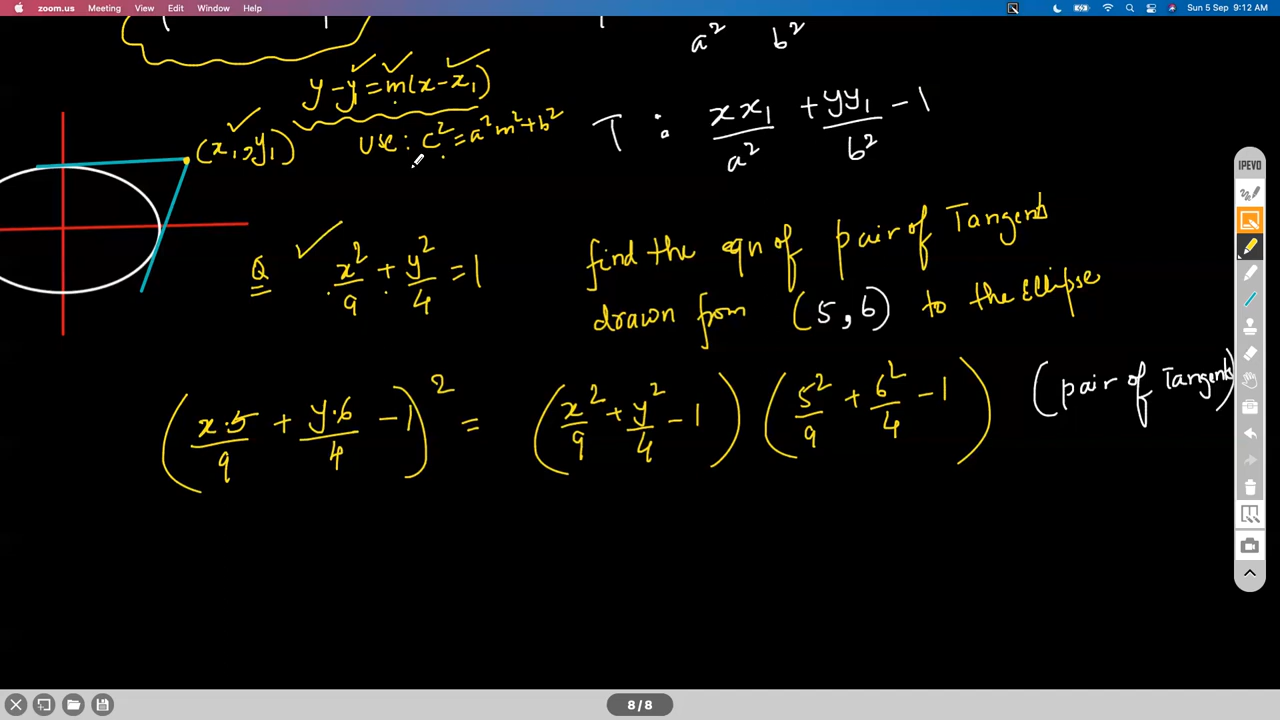 zoom.us Meeting View Edit Window Help Sun 5 Sep 9:12 AM
a² b²
y-y₁ = m(x-x₁)
(x₁,y₁)
use: c² = a²m²+b²
T : xx₁/a² + yy₁/b² - 1
IPEVO
Q x²/9 + y²/4 = 1
find the eqn of pair of Tangents
drawn from (5,6) to the Ellipse
(x·5/9 + y·6/4 - 1)² = (x²/9 + y²/4 - 1) (5²/9 + 6²/4 - 1) (pair of Tangents)
8/8